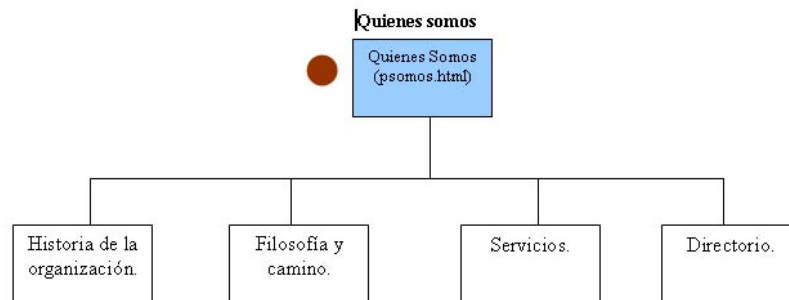 Quienes somos
Quienes Somos
(psomos.html)
Historia de la
organización.
Filosofía y
camino.
Servicios.
Directorio.